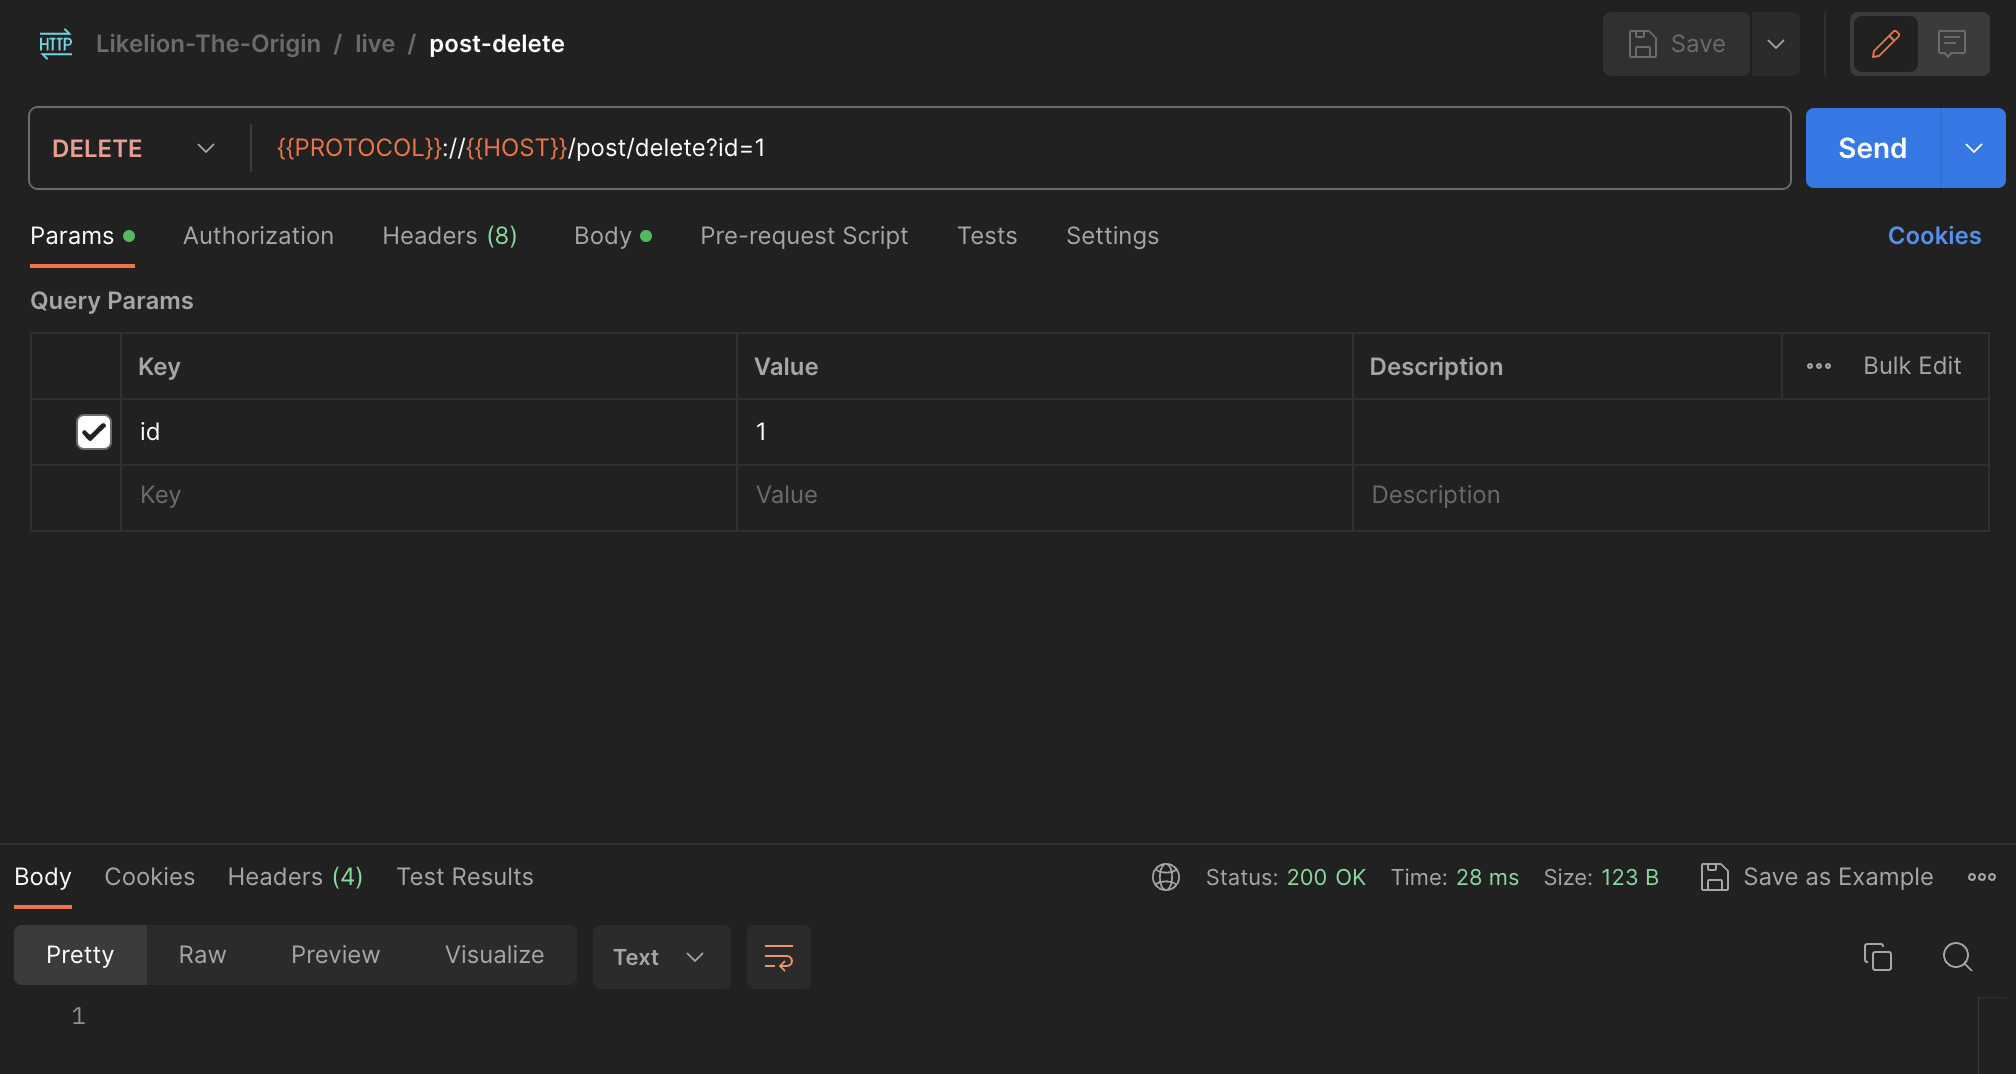 HTTP Likelion-The-Origin / live / post-delete Save
DELETE {{PROTOCOL}}://{{HOST}}/post/delete?id=1 Send
Params Authorization Headers (8) Body Pre-request Script Tests Settings Cookies
Query Params
Key Value Description Bulk Edit
id 1
Key Value Description
Body Cookies Headers (4) Test Results Status: 200 OK Time: 28 ms Size: 123 B Save as Example
Pretty Raw Preview Visualize Text
1